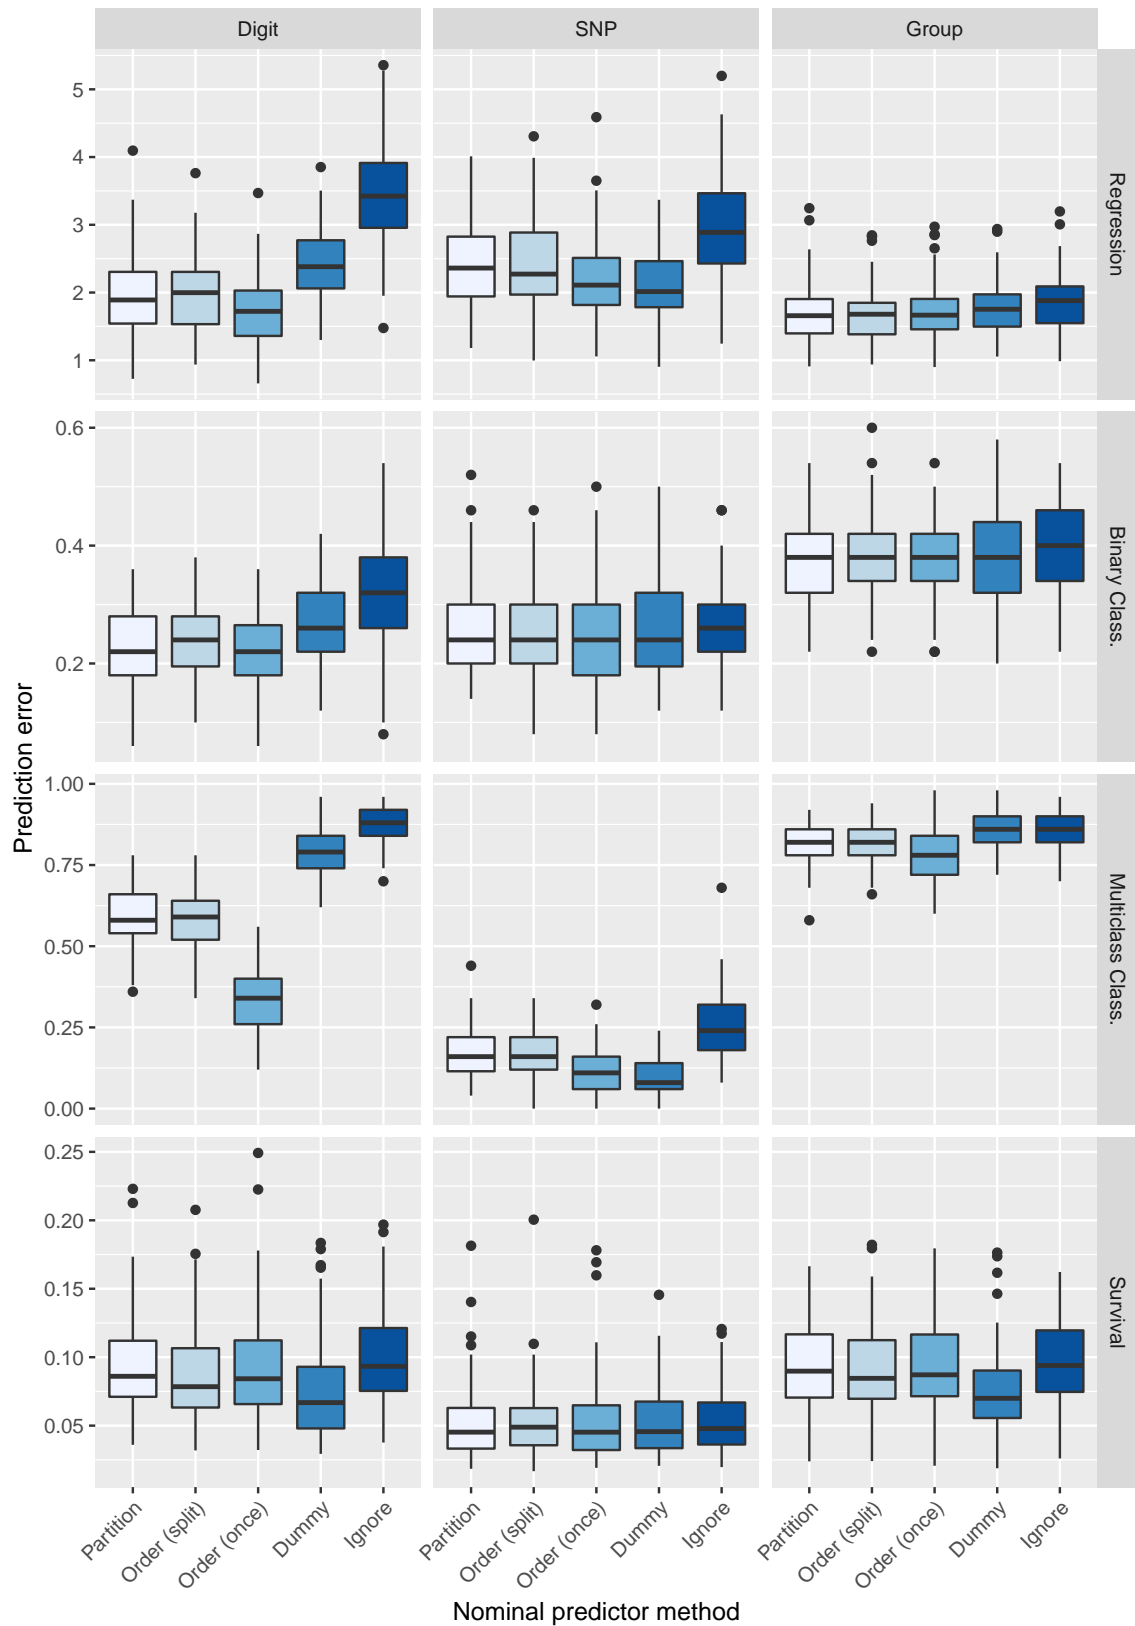 Digit
SNP
Group
Prediction error
5
4
3
2
1
Regression
0.6
0.4
0.2
Binary Class.
1.00
0.75
0.50
0.25
0.00
Multiclass Class.
0.25
0.20
0.15
0.10
0.05
Survival
Partition
Order (split)
Order (once)
Dummy
Ignore
Partition
Order (split)
Order (once)
Dummy
Ignore
Partition
Order (split)
Order (once)
Dummy
Ignore
Nominal predictor method